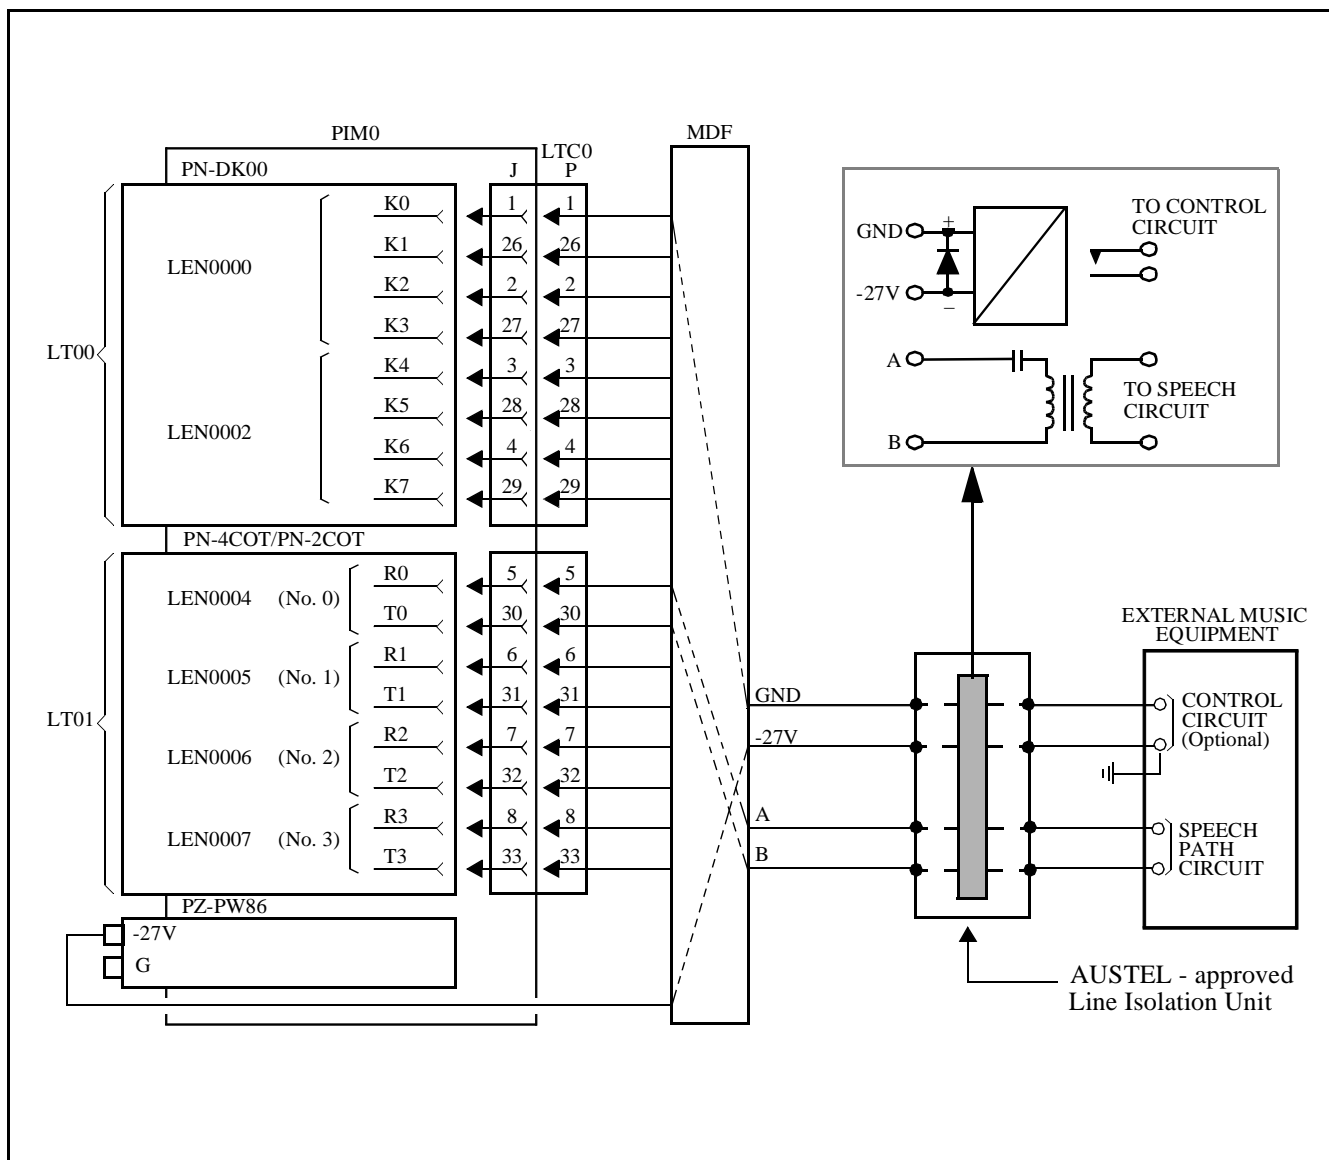 PIM0
LTC0
MDF
PN-DK00
J
P
LT00
LEN0000
K0
1
1
K1
26
26
K2
2
2
K3
27
27
LEN0002
K4
3
3
K5
28
28
K6
4
4
K7
29
29
PN-4COT/PN-2COT
LT01
LEN0004 (No. 0)
R0
5
5
T0
30
30
LEN0005 (No. 1)
R1
6
6
T1
31
31
LEN0006 (No. 2)
R2
7
7
T2
32
32
LEN0007 (No. 3)
R3
8
8
T3
33
33
PZ-PW86
-27V
G
GND
-27V
A
B
GND
+
-27V
−
TO CONTROL
CIRCUIT
A
B
TO SPEECH
CIRCUIT
EXTERNAL MUSIC
EQUIPMENT
CONTROL
CIRCUIT
(Optional)
SPEECH
PATH
CIRCUIT
AUSTEL - approved
Line Isolation Unit